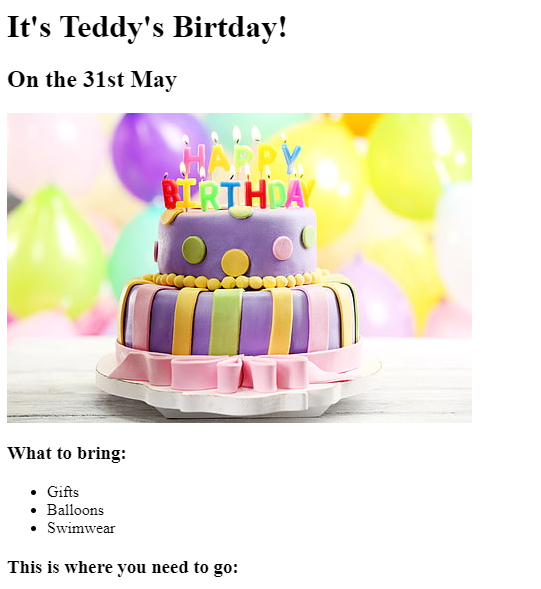 It's Teddy's Birtday!
On the 31st May
HAPPY
BIRTHDAY
What to bring:
Gifts
Balloons
Swimwear
This is where you need to go: